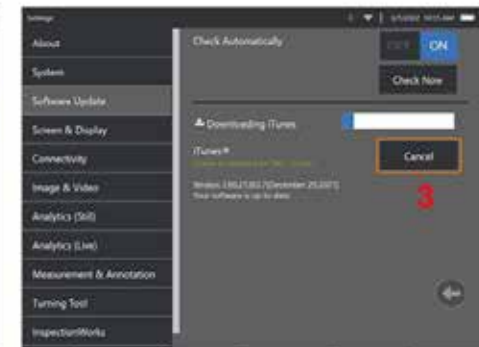 Settings
About
System
Software Update
Screen & Display
Connectivity
Image & Video
Analytics (Still)
Analytics (Live)
Measurement & Annotation
Turning Tool
InspectionWorks
Check Automatically
OFF ON
Check Now
Downloading iTunes
iTunes®
Cancel
3
Your software is up to date